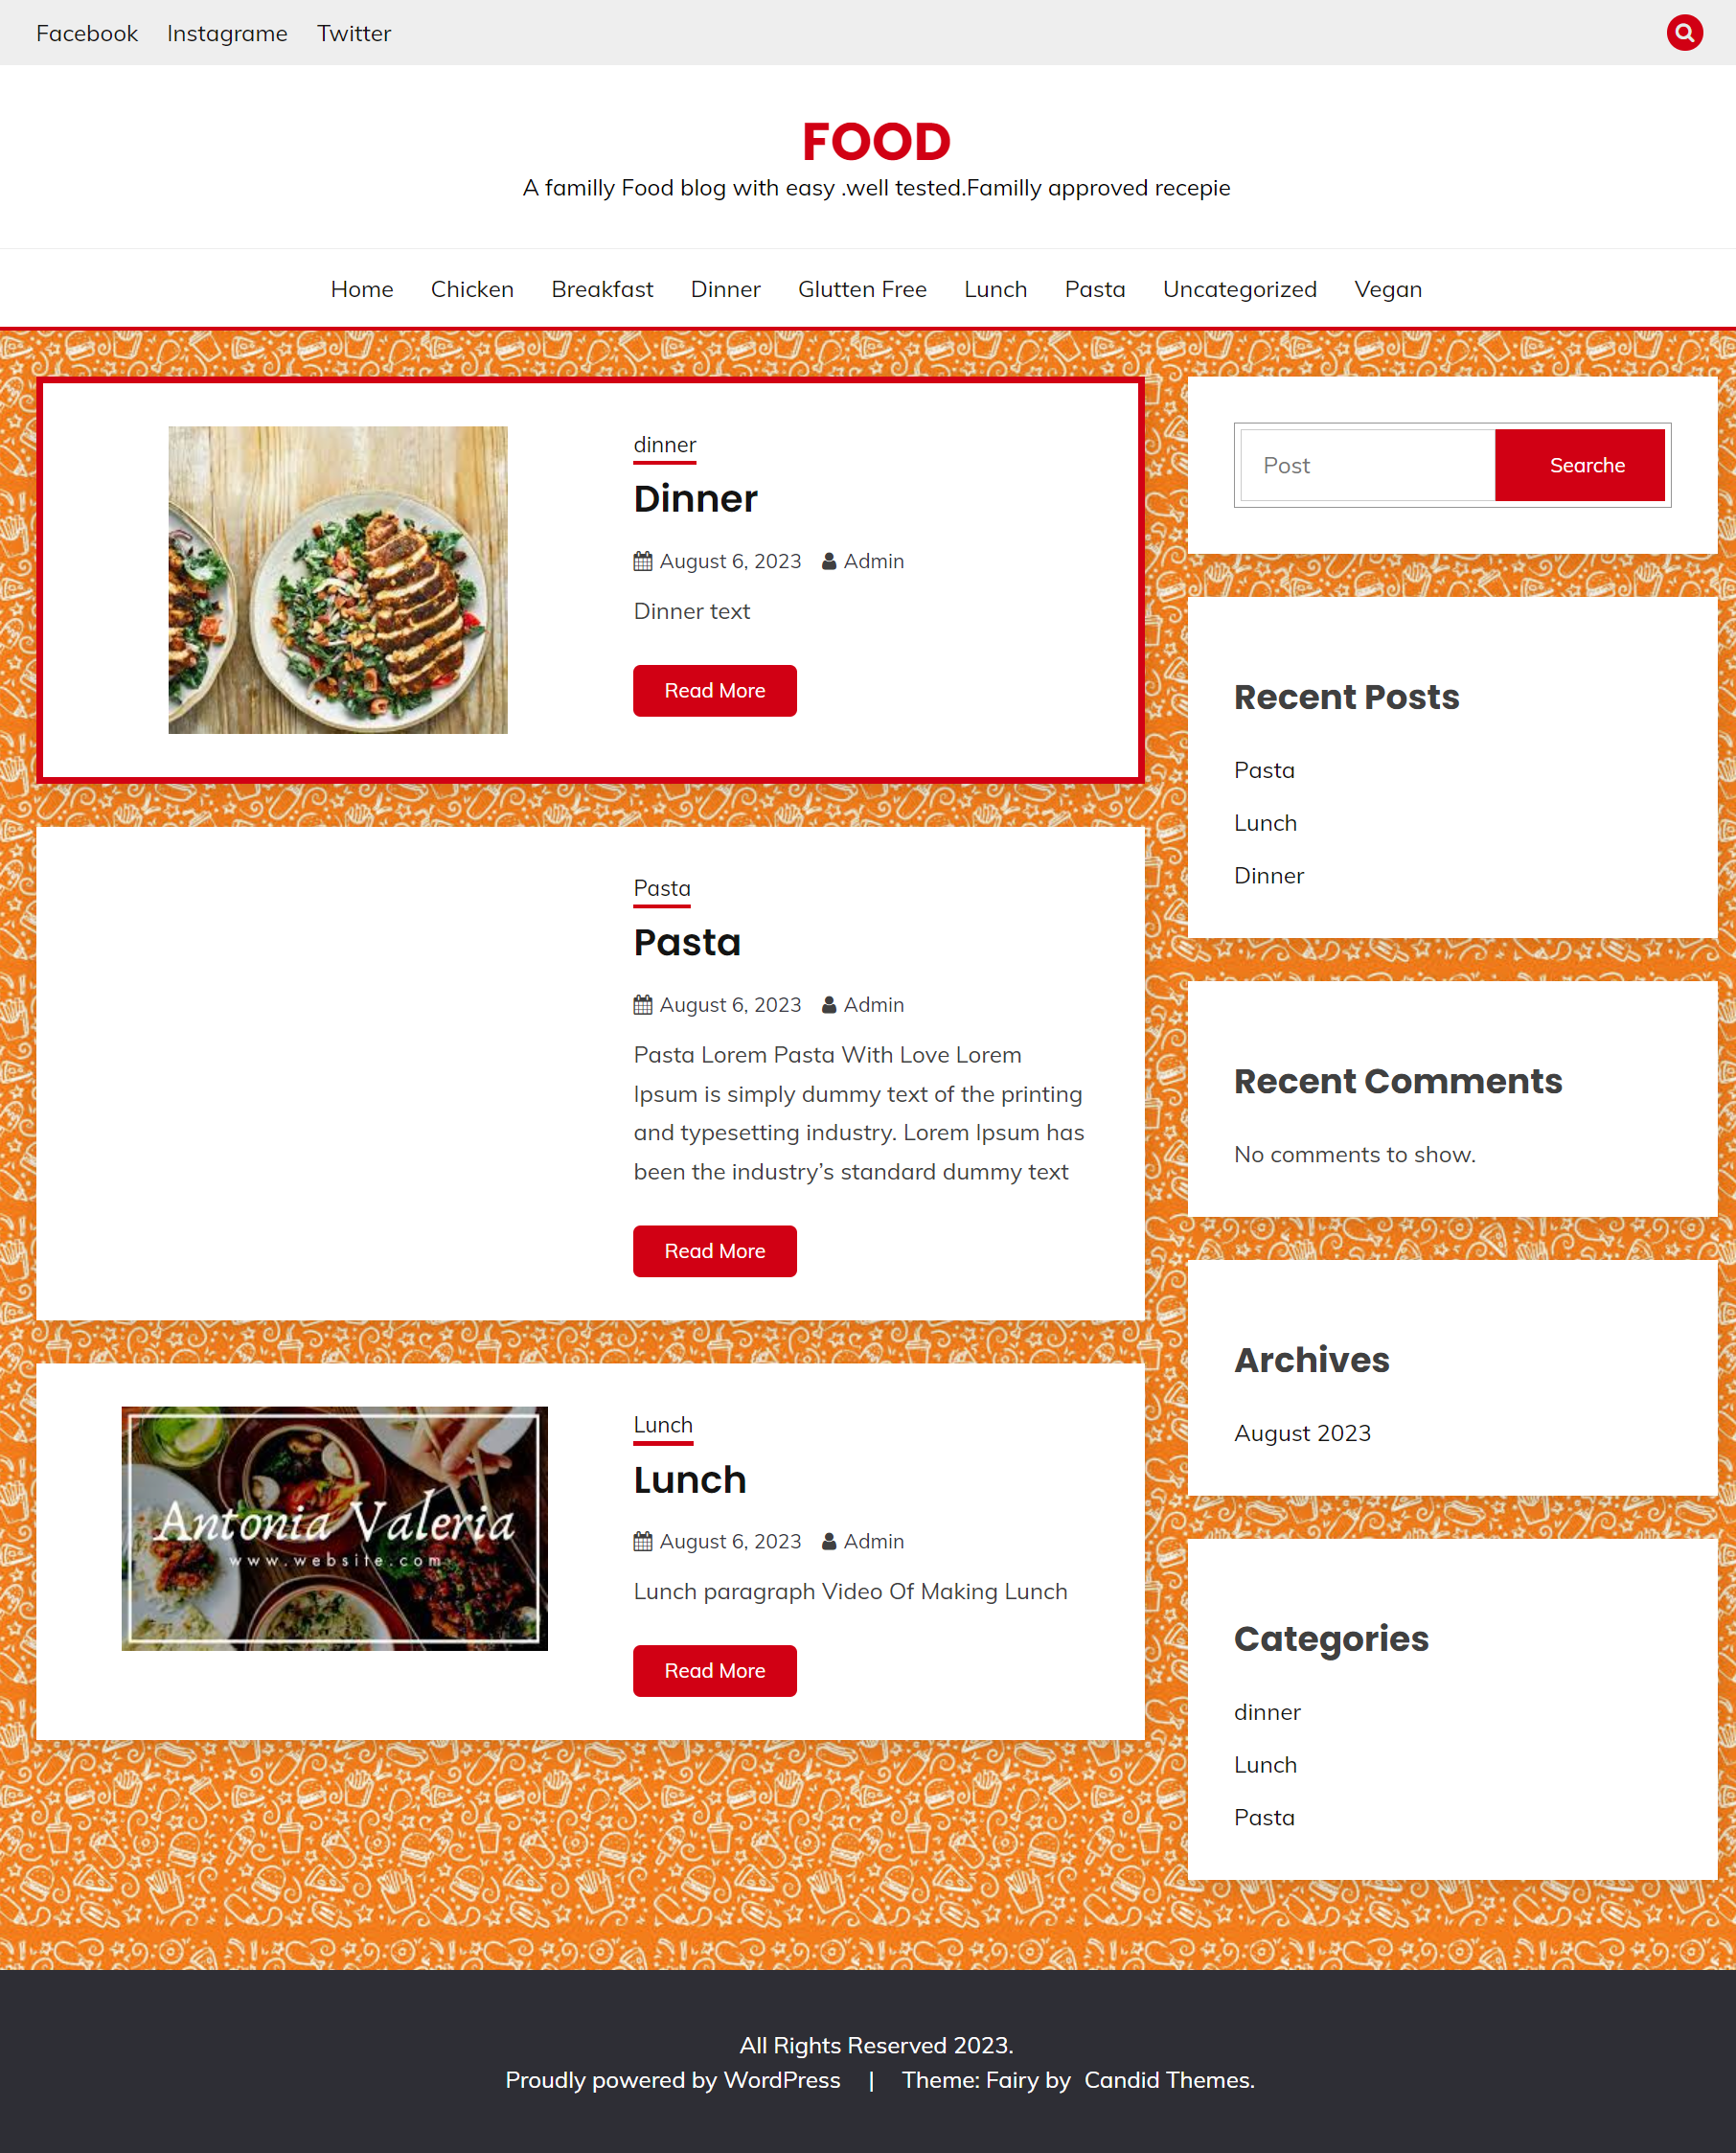 Facebook Instagrame Twitter
FOOD
A familly Food blog with easy .well tested.Familly approved recepie
Home Chicken Breakfast Dinner Glutten Free Lunch Pasta Uncategorized Vegan
dinner
Dinner
August 6, 2023 Admin
Dinner text
Read More
Pasta
Pasta
August 6, 2023 Admin
Pasta Lorem Pasta With Love Lorem
Ipsum is simply dummy text of the printing
and typesetting industry. Lorem Ipsum has
been the industry’s standard dummy text
Read More
Antonia Valeria
www.website.com
Lunch
Lunch
August 6, 2023 Admin
Lunch paragraph Video Of Making Lunch
Read More
Post Searche
Recent Posts
Pasta
Lunch
Dinner
Recent Comments
No comments to show.
Archives
August 2023
Categories
dinner
Lunch
Pasta
All Rights Reserved 2023.
Proudly powered by WordPress | Theme: Fairy by Candid Themes.